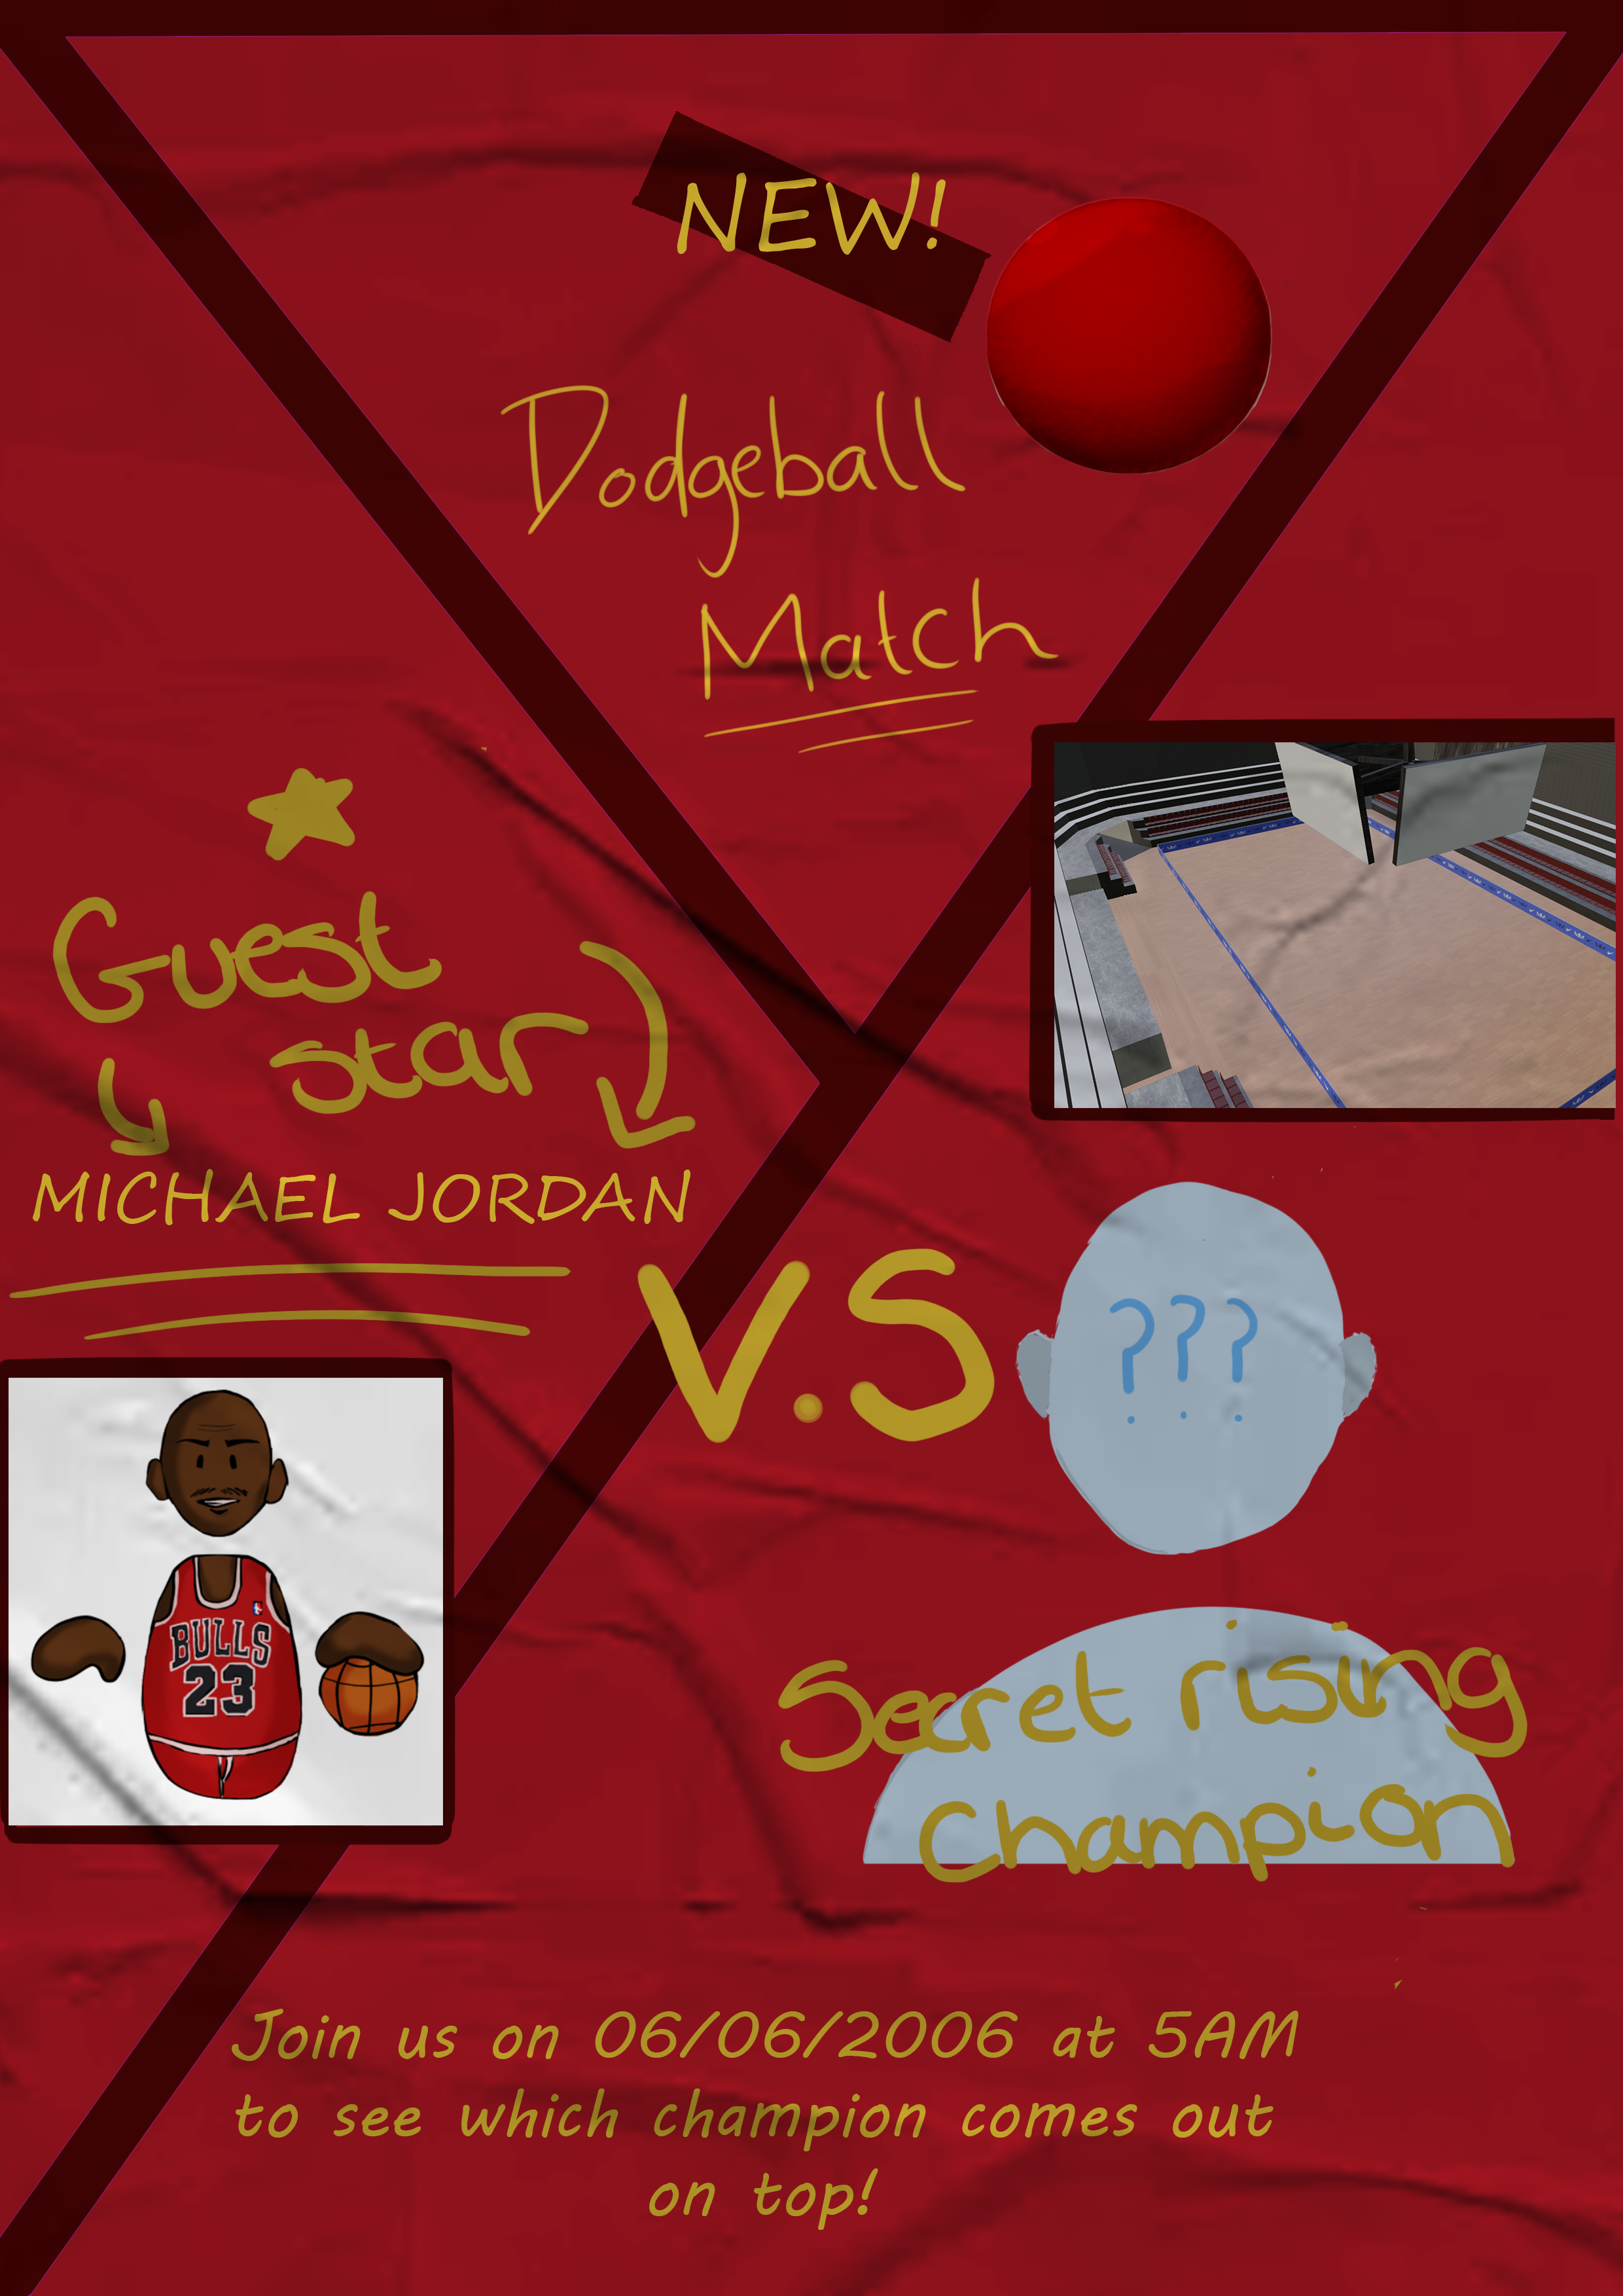 NEW!
Dodgeball
Match
Guest
star
MICHAEL JORDAN
V.S
???
BULLS
23
Secret rising
Champion
Join us on 06/06/2006 at 5AM
to see which champion comes out
on top!